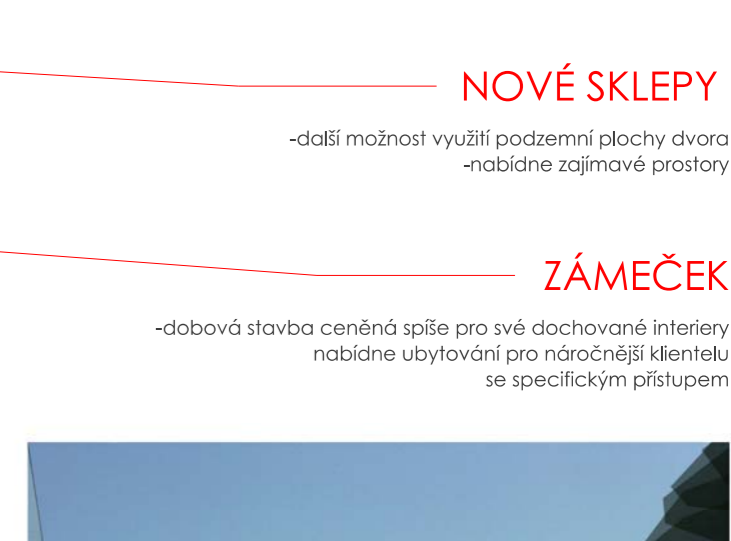 NOVÉ SKLEPY
-další možnost využití podzemní plochy dvora
-nabídne zajímavé prostory
ZÁMEČEK
-dobová stavba ceněná spíše pro své dochované interiery
nabídne ubytování pro náročnější klientelu
se specifickým přístupem